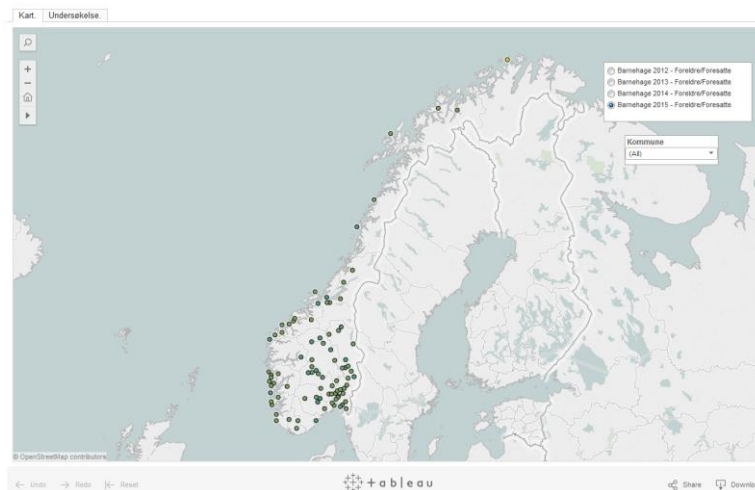 Kart.
Undersøkelse.
Barnehage 2012 - Foreldre/Foresatte
Barnehage 2013 - Foreldre/Foresatte
Barnehage 2014 - Foreldre/Foresatte
Barnehage 2015 - Foreldre/Foresatte
Kommune
(All)
© OpenStreetMap contributors
Undo
Redo
Reset
+ableau
Share
Downlo